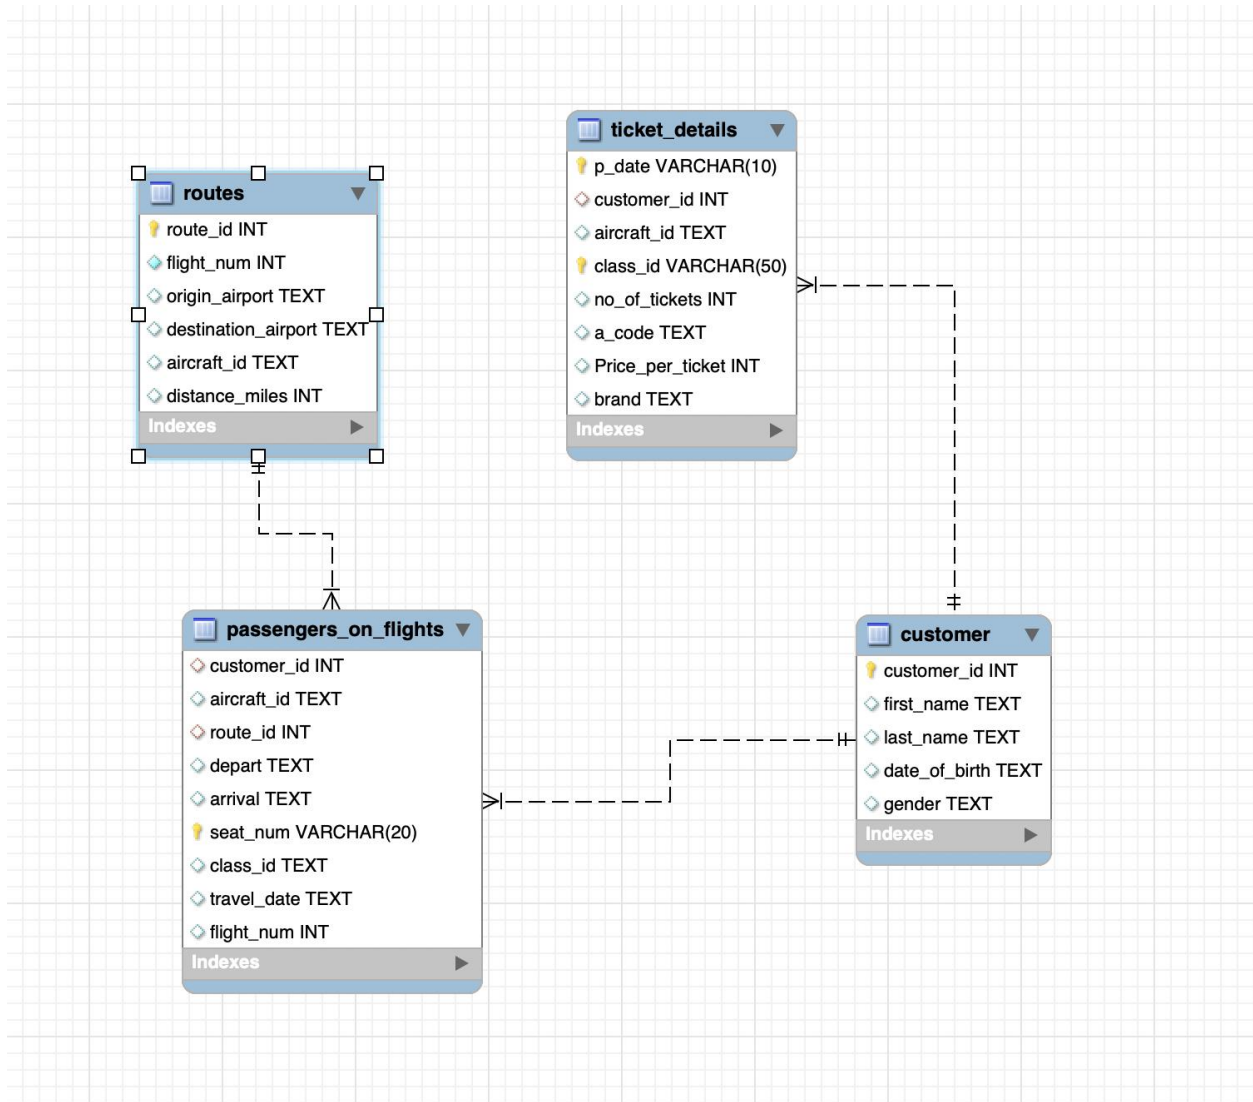 routes
route_id INT
flight_num INT
origin_airport TEXT
destination_airport TEXT
aircraft_id TEXT
distance_miles INT
Indexes
ticket_details
p_date VARCHAR(10)
customer_id INT
aircraft_id TEXT
class_id VARCHAR(50)
no_of_tickets INT
a_code TEXT
Price_per_ticket INT
brand TEXT
Indexes
passengers_on_flights
customer_id INT
aircraft_id TEXT
route_id INT
depart TEXT
arrival TEXT
seat_num VARCHAR(20)
class_id TEXT
travel_date TEXT
flight_num INT
Indexes
customer
customer_id INT
first_name TEXT
last_name TEXT
date_of_birth TEXT
gender TEXT
Indexes